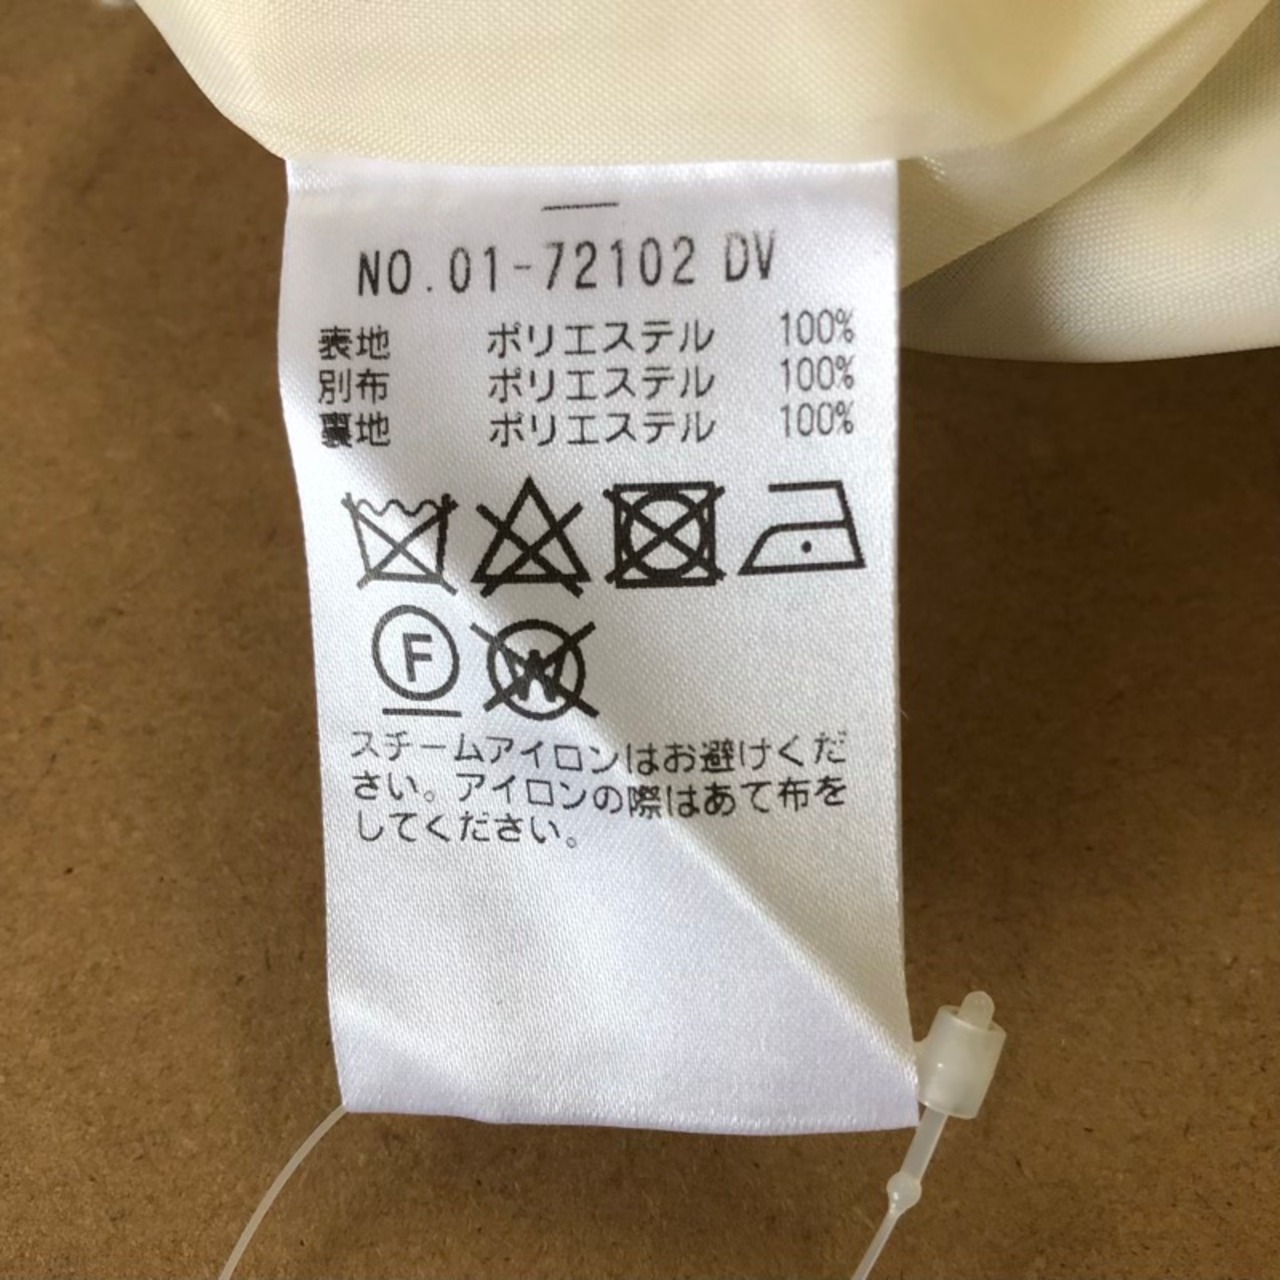 NO.01-72102 DV
表地 ポリエステル 100%
別布 ポリエステル 100%
裏地 ポリエステル 100%
F W
スチームアイロンはお避けくだ
さい。アイロンの際はあて布を
してください。